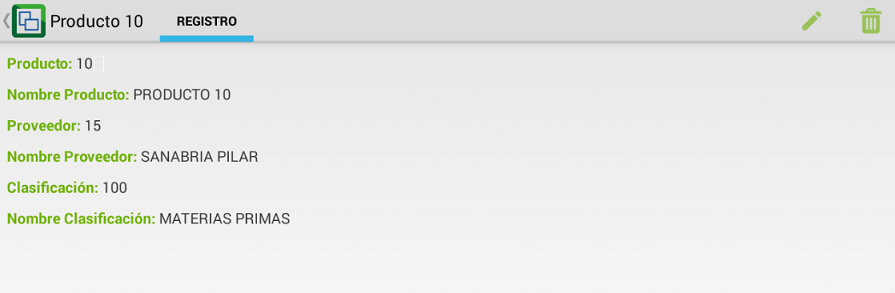 Producto 10 REGISTRO
Producto: 10
Nombre Producto: PRODUCTO 10
Proveedor: 15
Nombre Proveedor: SANABRIA PILAR
Clasificación: 100
Nombre Clasificación: MATERIAS PRIMAS